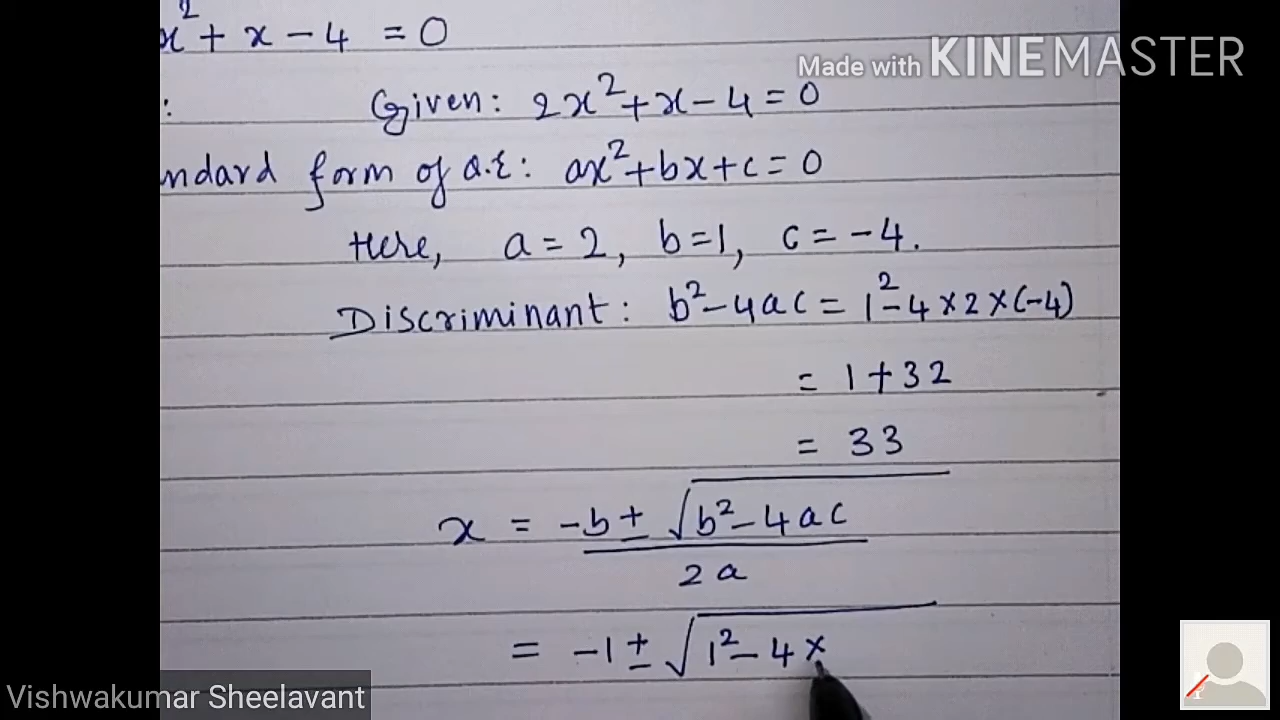 x² + x - 4 = 0
Made with KINEMASTER
: Given: 2x² + x - 4 = 0
ndard form of Q.E: ax² + bx + c = 0
Here, a = 2, b = 1, c = -4.
Discriminant: b² - 4ac = 1² - 4 × 2 × (-4)
= 1 + 32
= 33
x = -b ± √b² - 4ac
2a
= -1 ± √1² - 4 ×
Vishwakumar Sheelavant